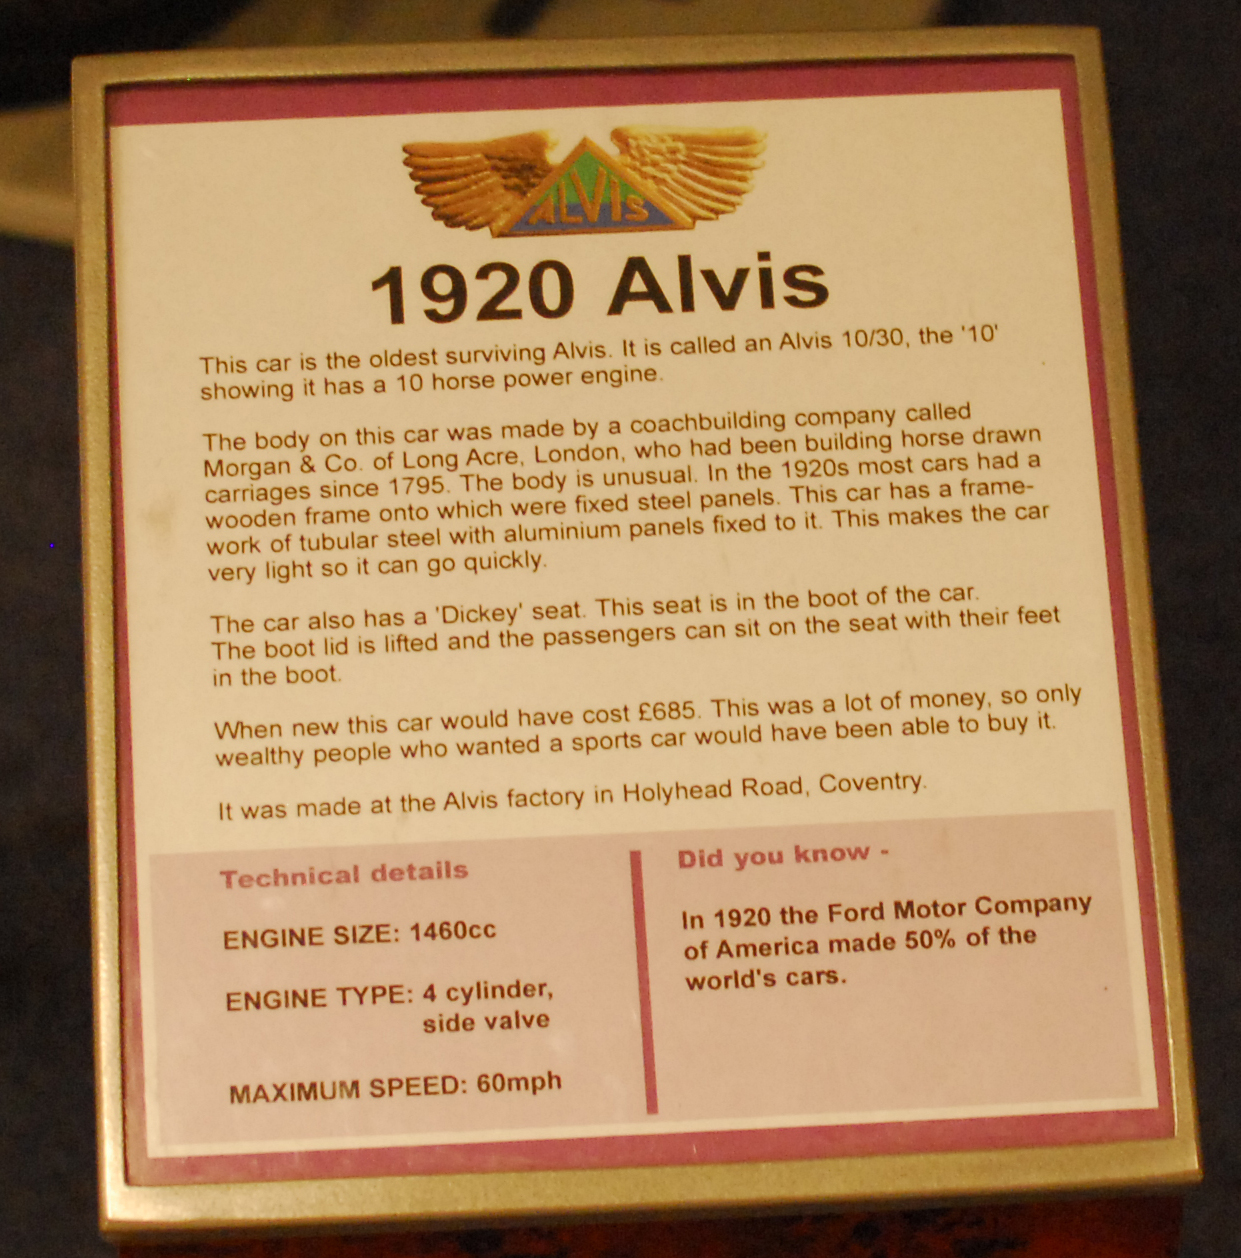 ALVIS
1920 Alvis
This car is the oldest surviving Alvis. It is called an Alvis 10/30, the '10'
showing it has a 10 horse power engine.
The body on this car was made by a coachbuilding company called
Morgan & Co. of Long Acre, London, who had been building horse drawn
carriages since 1795. The body is unusual. In the 1920s most cars had a
wooden frame onto which were fixed steel panels. This car has a frame-
work of tubular steel with aluminium panels fixed to it. This makes the car
very light so it can go quickly.
The car also has a 'Dickey' seat. This seat is in the boot of the car.
The boot lid is lifted and the passengers can sit on the seat with their feet
in the boot.
When new this car would have cost £685. This was a lot of money, so only
wealthy people who wanted a sports car would have been able to buy it.
It was made at the Alvis factory in Holyhead Road, Coventry.
Technical details
ENGINE SIZE: 1460cc
ENGINE TYPE: 4 cylinder,
side valve
MAXIMUM SPEED: 60mph
Did you know -
In 1920 the Ford Motor Company
of America made 50% of the
world's cars.